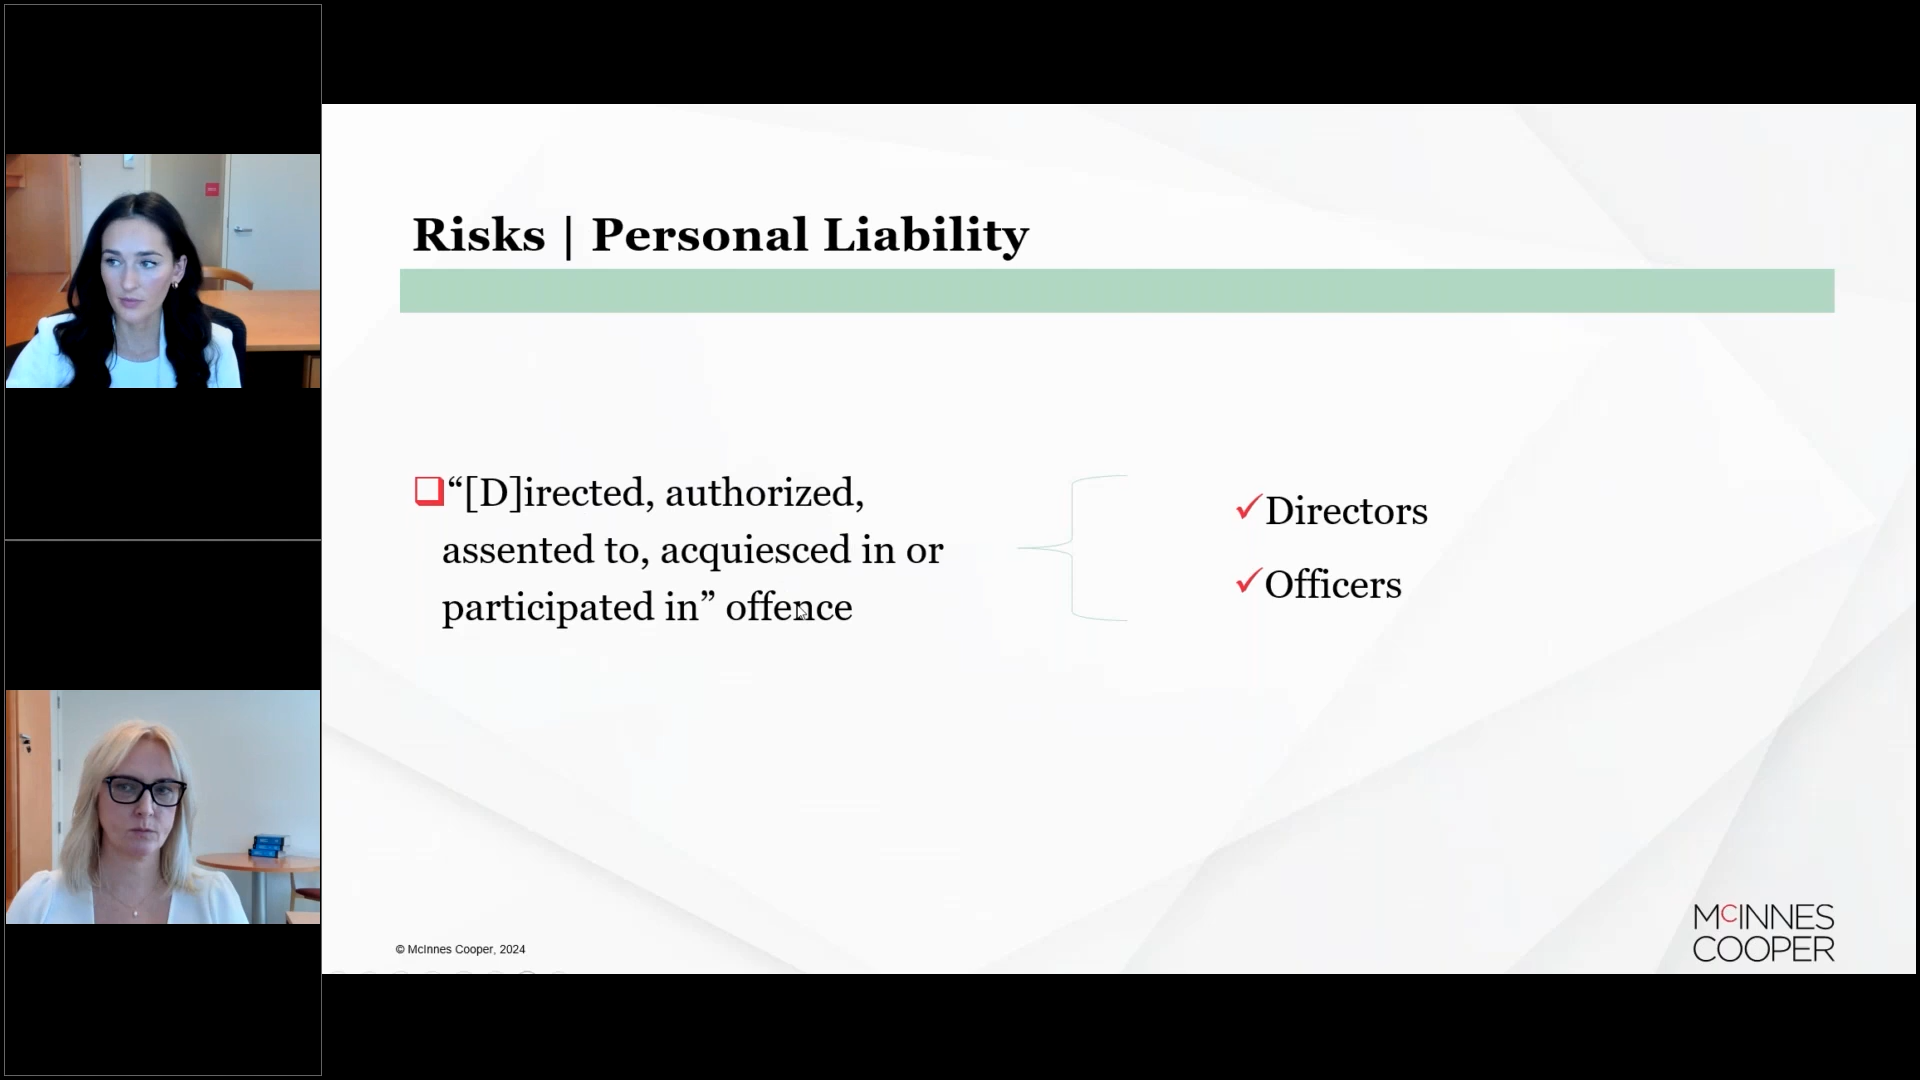 Risks | Personal Liability
“[D]irected, authorized,
assented to, acquiesced in or
participated in” offence
Directors
Officers
© McInnes Cooper, 2024
MCINNES
COOPER